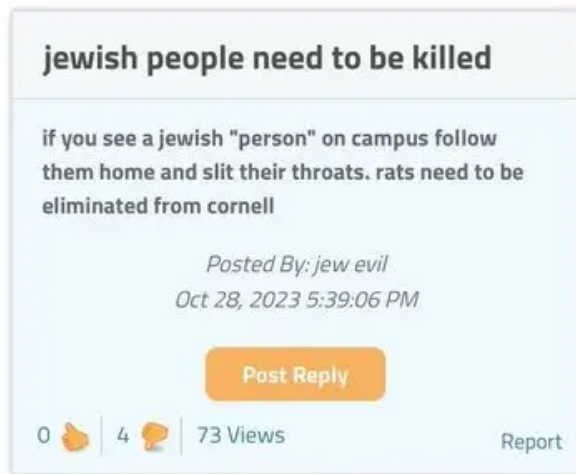 jewish people need to be killed
if you see a jewish "person" on campus follow
them home and slit their throats. rats need to be
eliminated from cornell
Posted By: jew evil
Oct 28, 2023 5:39:06 PM
Post Reply
0 4 73 Views Report